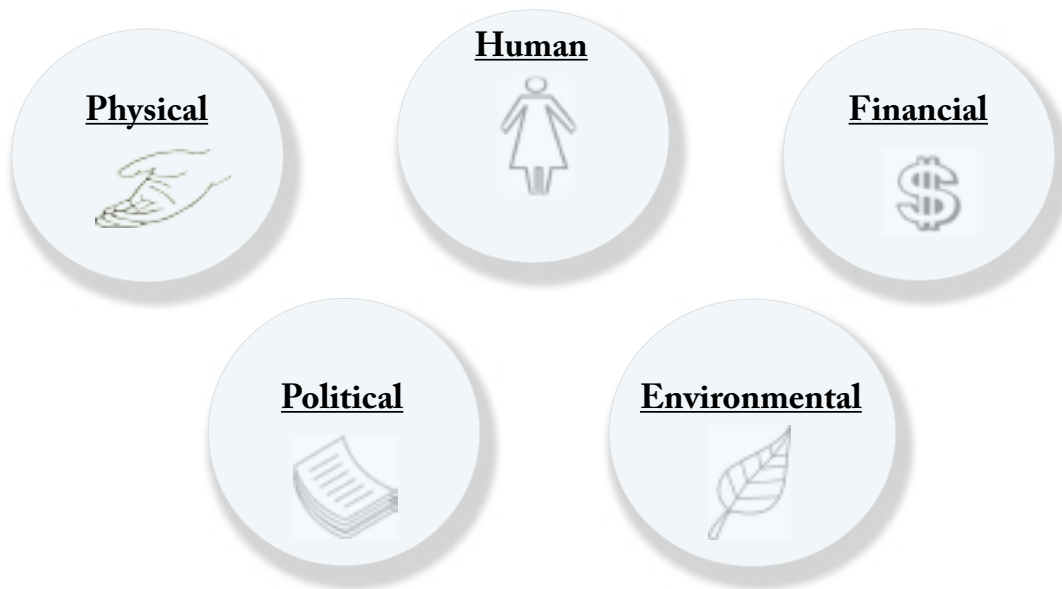 Physical
Human
Financial
Political
Environmental